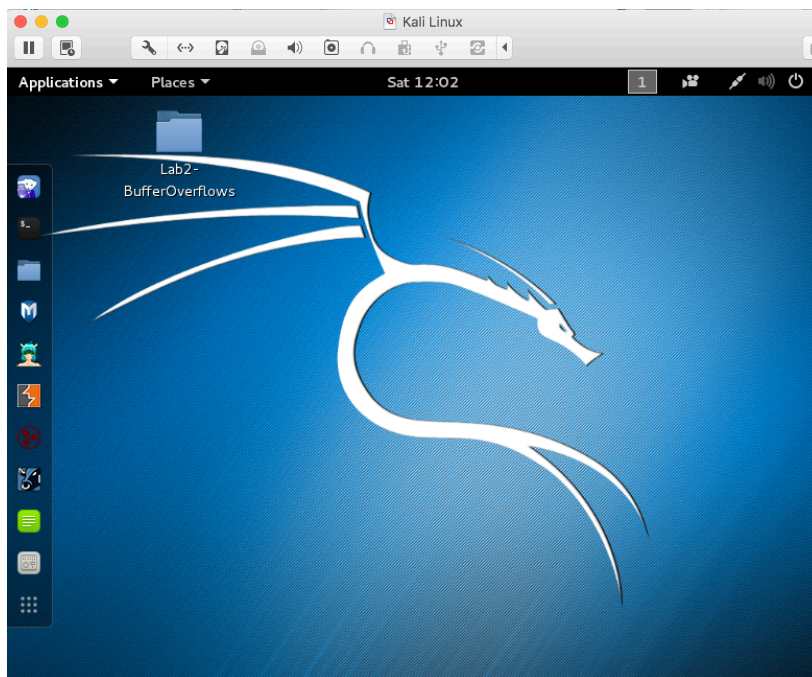 Kali Linux
Applications Places Sat 12:02 1
Lab2-
BufferOverflows
$_